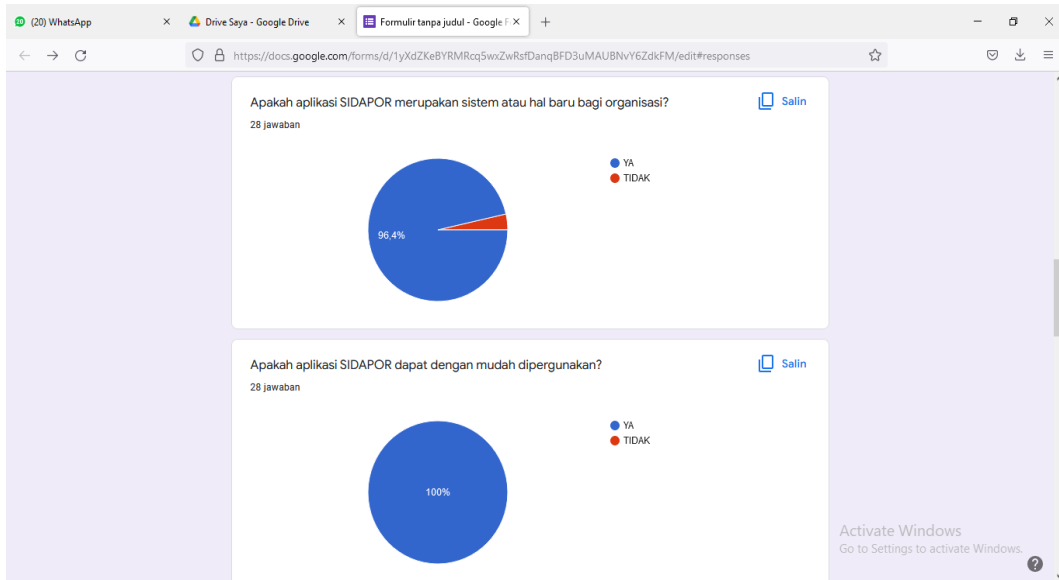 (20) WhatsApp
Drive Saya - Google Drive
Formulir tanpa judul - Google F
https://docs.google.com/forms/d/1yXdZKeBYRMRcq5wxZwRsfDanqBFD3uMAUBNvY6ZdkFM/edit#responses
Apakah aplikasi SIDAPOR merupakan sistem atau hal baru bagi organisasi?
Salin
28 jawaban
YA
TIDAK
96,4%
Apakah aplikasi SIDAPOR dapat dengan mudah dipergunakan?
Salin
28 jawaban
YA
TIDAK
100%
Activate Windows
Go to Settings to activate Windows.